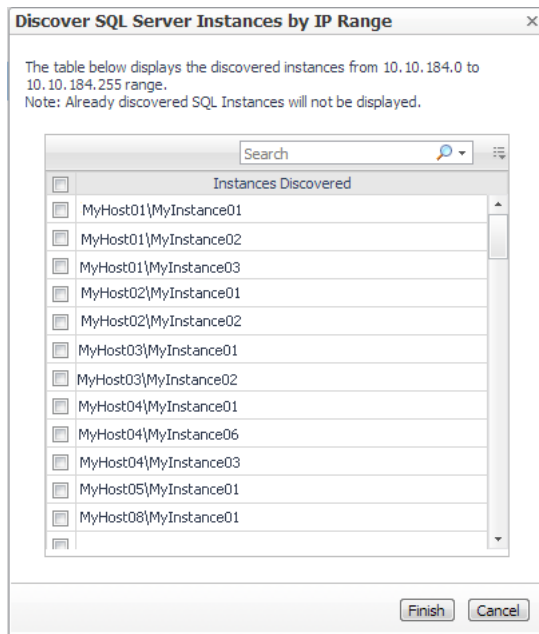 Discover SQL Server Instances by IP Range
The table below displays the discovered instances from 10.10.184.0 to
10.10.184.255 range.
Note: Already discovered SQL Instances will not be displayed.
Search
Instances Discovered
MyHost01\MyInstance01
MyHost01\MyInstance02
MyHost01\MyInstance03
MyHost02\MyInstance01
MyHost02\MyInstance02
MyHost03\MyInstance01
MyHost03\MyInstance02
MyHost04\MyInstance01
MyHost04\MyInstance06
MyHost04\MyInstance03
MyHost05\MyInstance01
MyHost08\MyInstance01
Finish Cancel